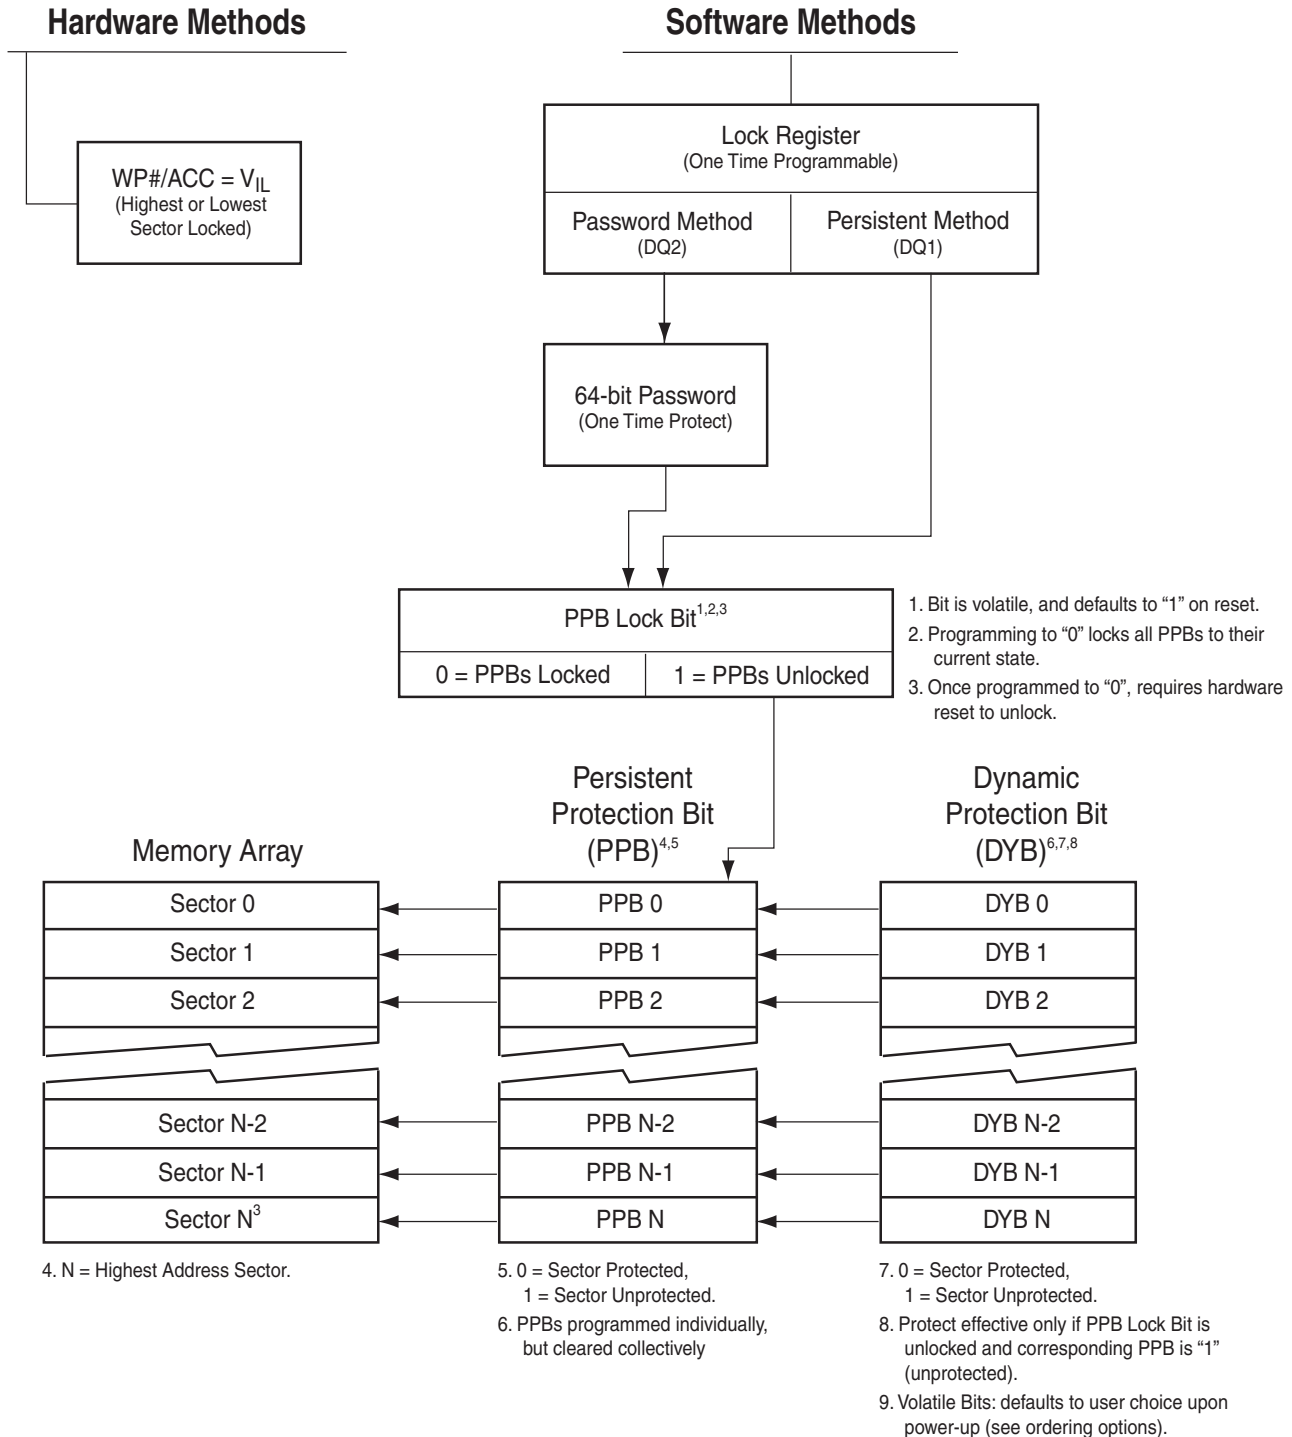 Hardware Methods
Software Methods
WP#/ACC = VIL
(Highest or Lowest
Sector Locked)
Lock Register
(One Time Programmable)
Password Method
(DQ2)
Persistent Method
(DQ1)
64-bit Password
(One Time Protect)
PPB Lock Bit1,2,3
0 = PPBs Locked
1 = PPBs Unlocked
1. Bit is volatile, and defaults to “1” on reset.
2. Programming to “0” locks all PPBs to their
current state.
3. Once programmed to “0”, requires hardware
reset to unlock.
Memory Array
Persistent
Protection Bit
(PPB)4,5
Dynamic
Protection Bit
(DYB)6,7,8
Sector 0
PPB 0
DYB 0
Sector 1
PPB 1
DYB 1
Sector 2
PPB 2
DYB 2
Sector N-2
PPB N-2
DYB N-2
Sector N-1
PPB N-1
DYB N-1
Sector N3
PPB N
DYB N
4. N = Highest Address Sector.
5. 0 = Sector Protected,
1 = Sector Unprotected.
6. PPBs programmed individually,
but cleared collectively
7. 0 = Sector Protected,
1 = Sector Unprotected.
8. Protect effective only if PPB Lock Bit is
unlocked and corresponding PPB is “1”
(unprotected).
9. Volatile Bits: defaults to user choice upon
power-up (see ordering options).